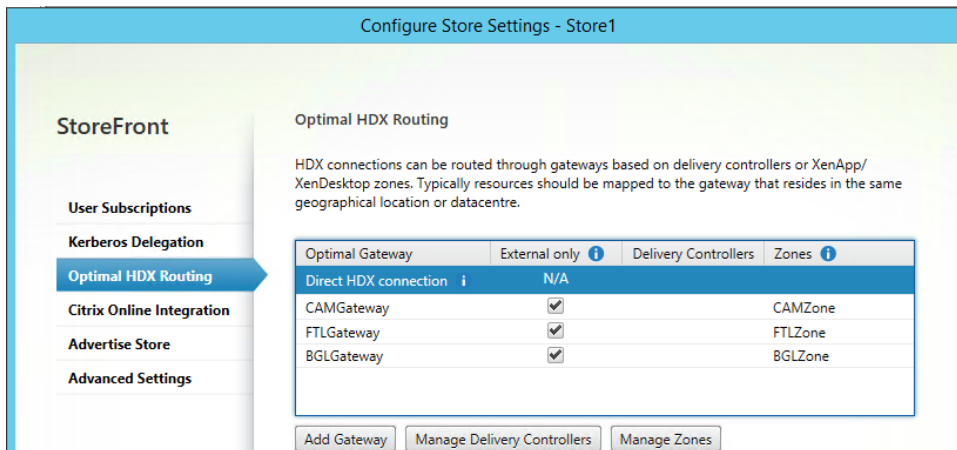 Configure Store Settings - Store1
StoreFront
User Subscriptions
Kerberos Delegation
Optimal HDX Routing
Citrix Online Integration
Advertise Store
Advanced Settings
Optimal HDX Routing
HDX connections can be routed through gateways based on delivery controllers or XenApp/
XenDesktop zones. Typically resources should be mapped to the gateway that resides in the same
geographical location or datacentre.
Optimal Gateway External only i Delivery Controllers Zones i
Direct HDX connection i N/A
CAMGateway CAMZone
FTLGateway FTLZone
BGLGateway BGLZone
Add Gateway Manage Delivery Controllers Manage Zones